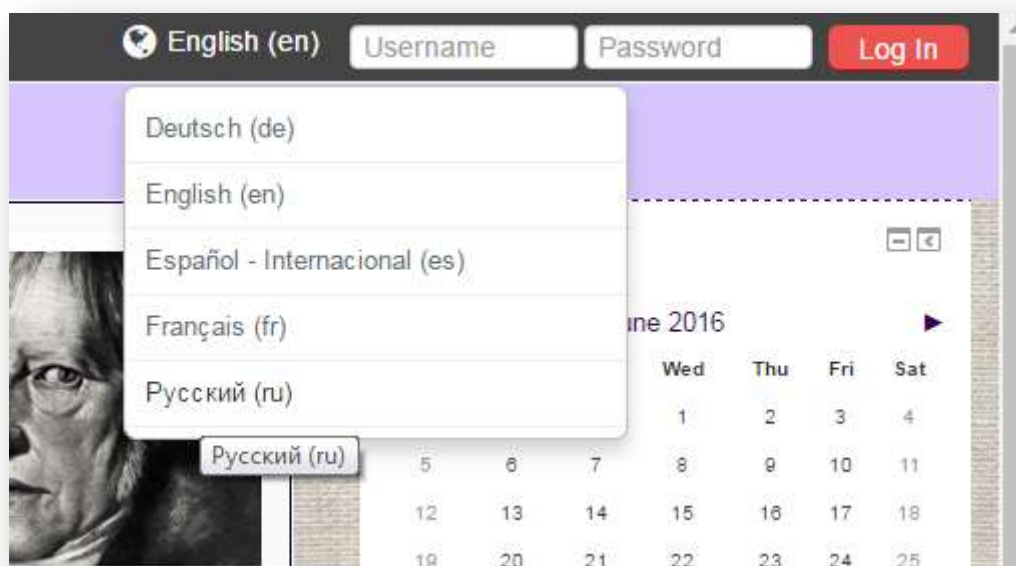 English (en) Username Password Log In
Deutsch (de)
English (en)
Español - Internacional (es)
Français (fr)
Русский (ru)
Русский (ru)
une 2016 ►
Wed Thu Fri Sat
1 2 3 4
5 6 7 8 9 10 11
12 13 14 15 16 17 18
19 20 21 22 23 24 25